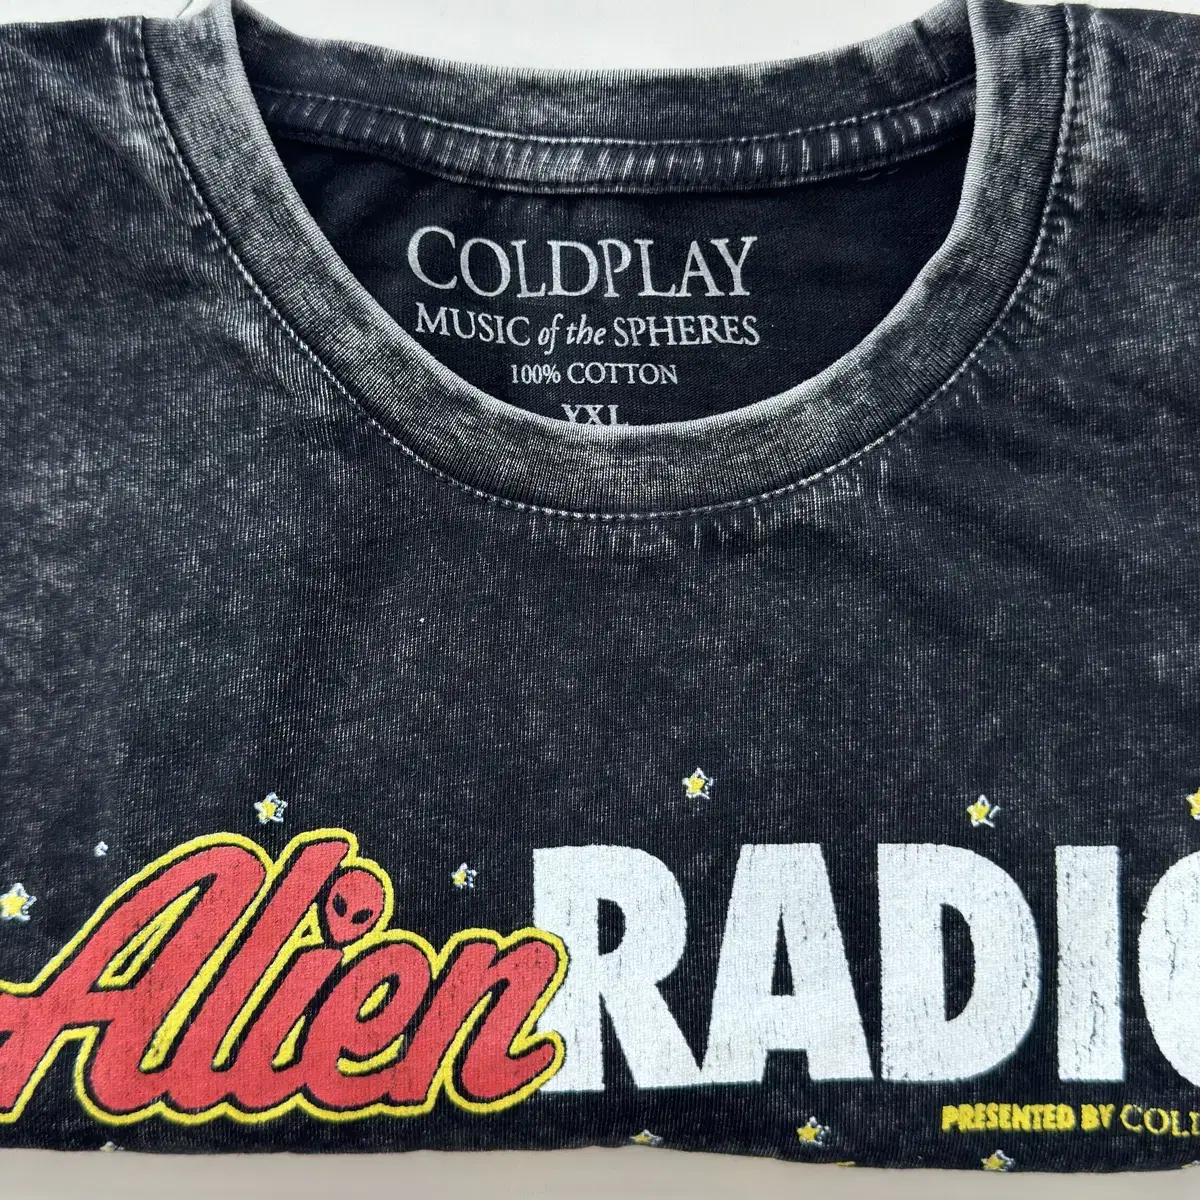 COLDPLAY
MUSIC of the SPHERES
100% COTTON
XXL
Alien RADIO
PRESENTED BY COLD